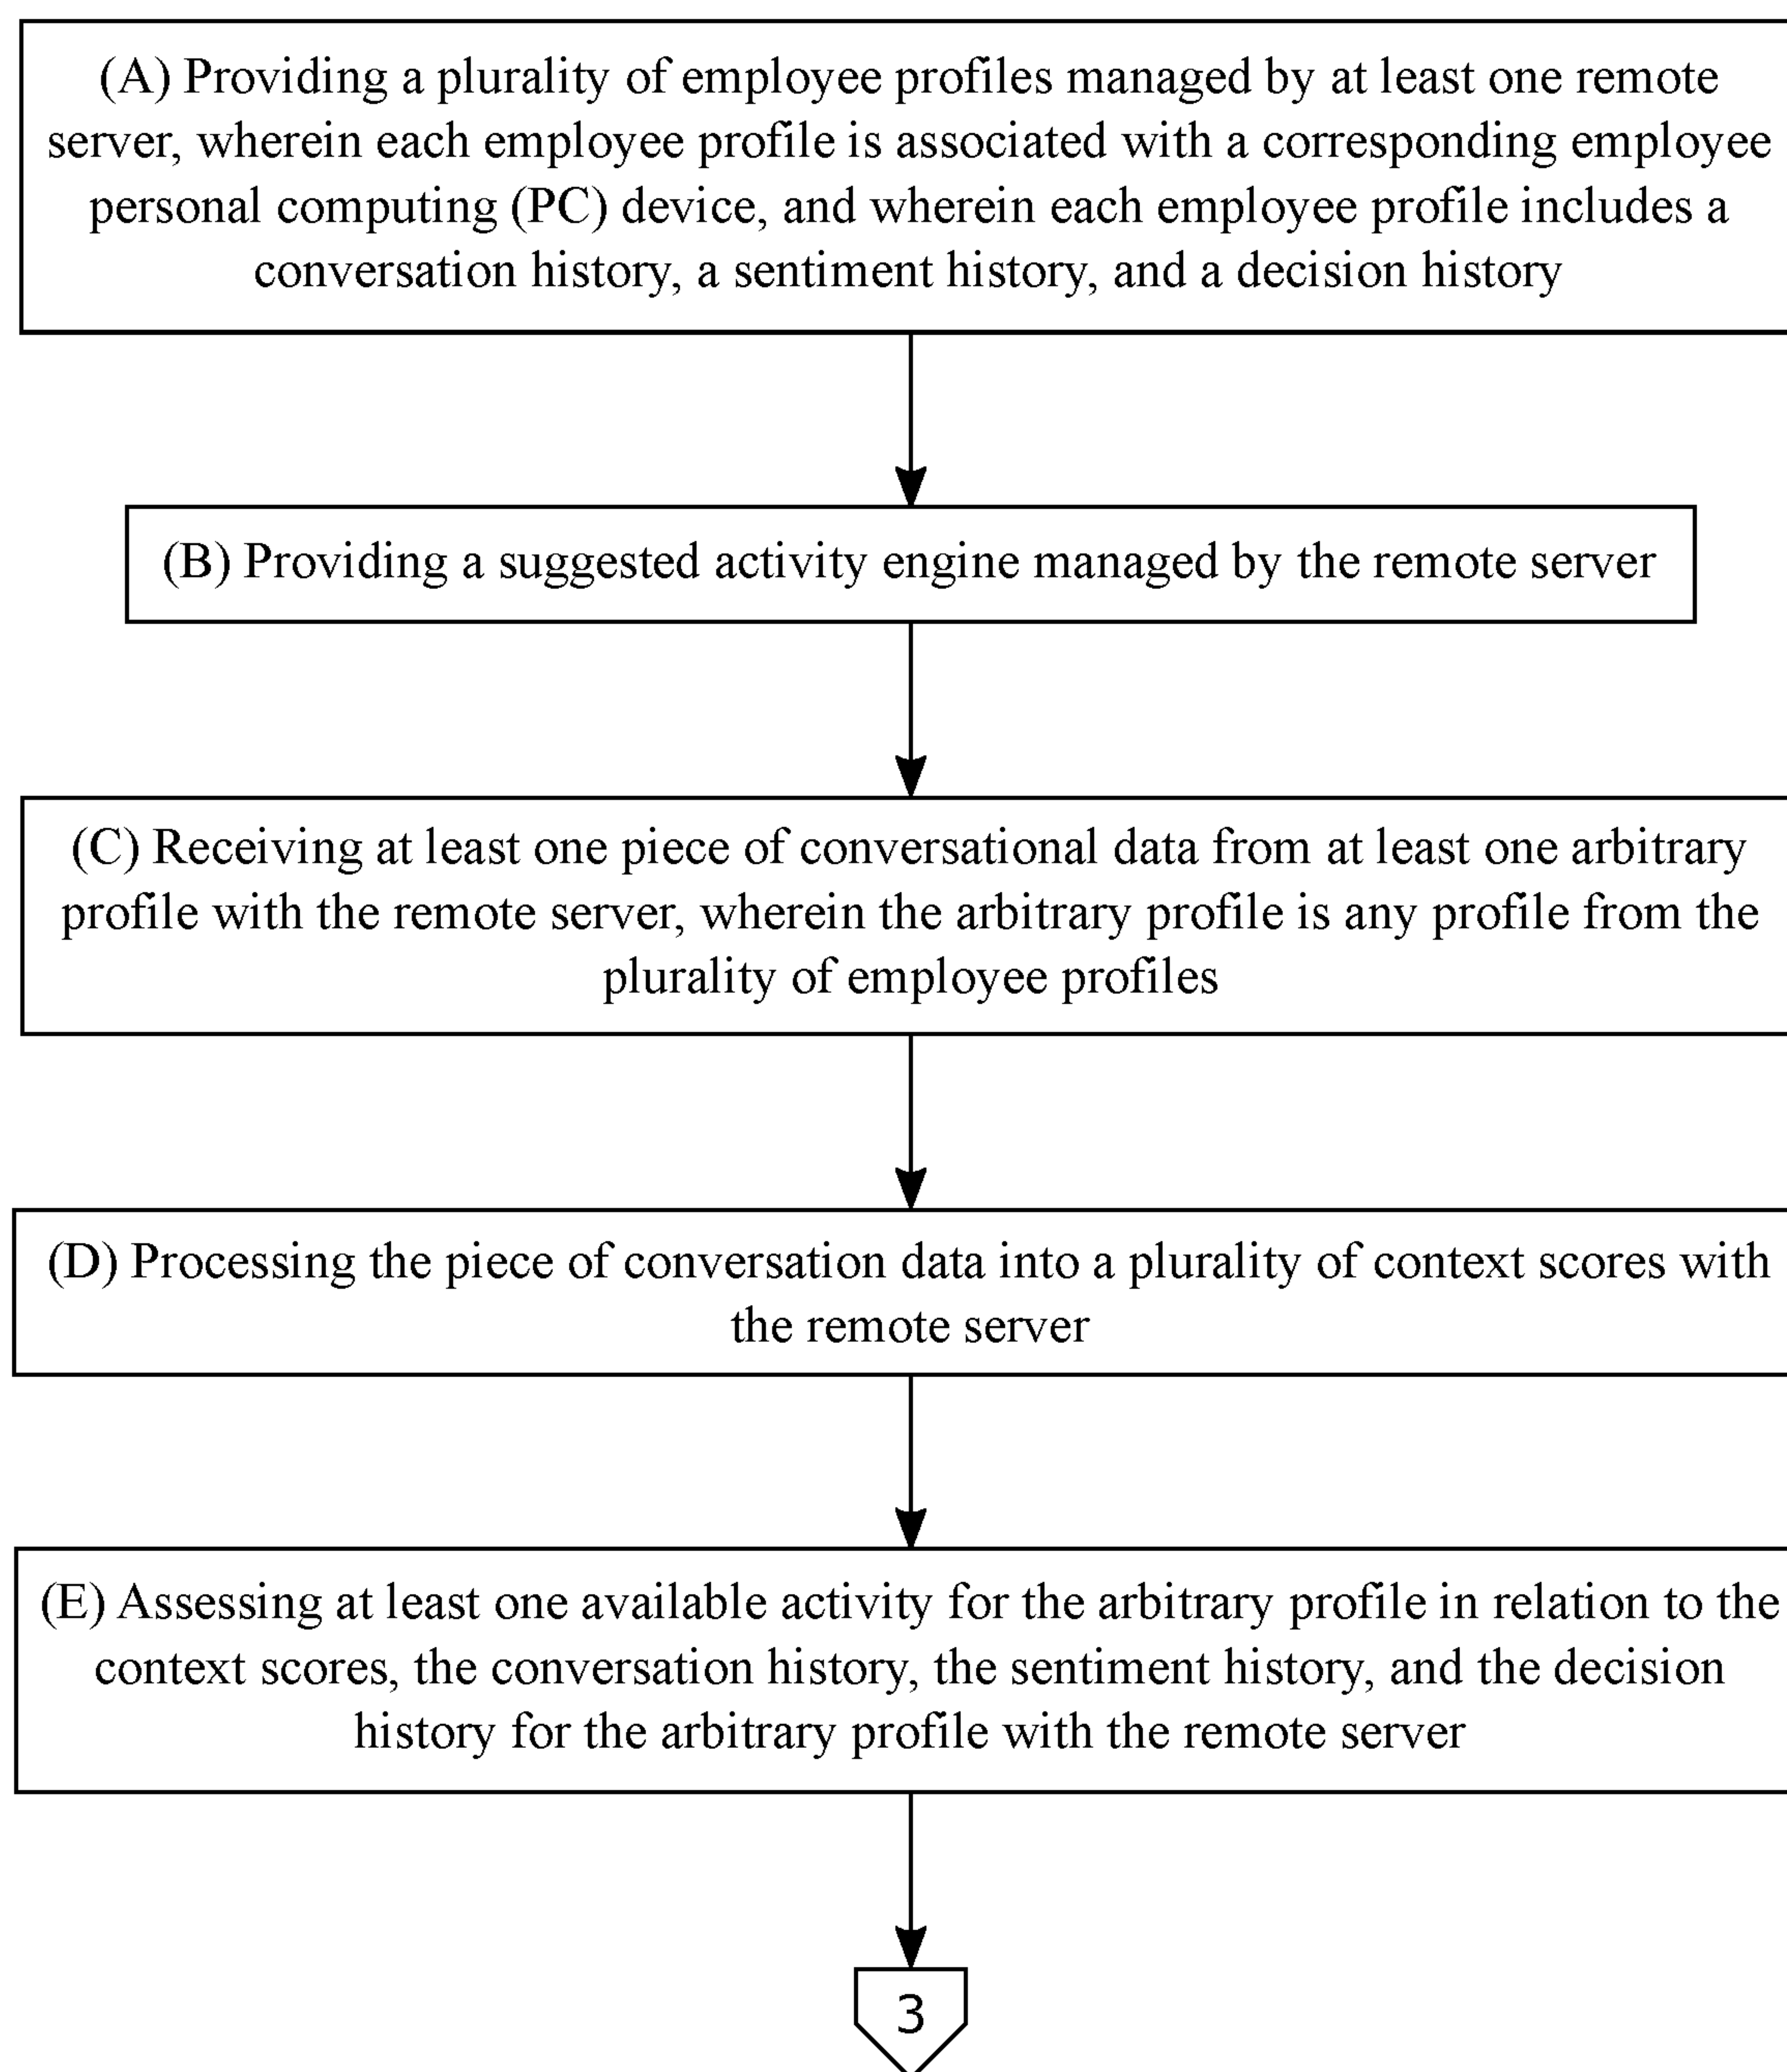 (A) Providing a plurality of employee profiles managed by at least one remote
server, wherein each employee profile is associated with a corresponding employee
personal computing (PC) device, and wherein each employee profile includes a
conversation history, a sentiment history, and a decision history
(B) Providing a suggested activity engine managed by the remote server
(C) Receiving at least one piece of conversational data from at least one arbitrary
profile with the remote server, wherein the arbitrary profile is any profile from the
plurality of employee profiles
(D) Processing the piece of conversation data into a plurality of context scores with
the remote server
(E) Assessing at least one available activity for the arbitrary profile in relation to the
context scores, the conversation history, the sentiment history, and the decision
history for the arbitrary profile with the remote server
3